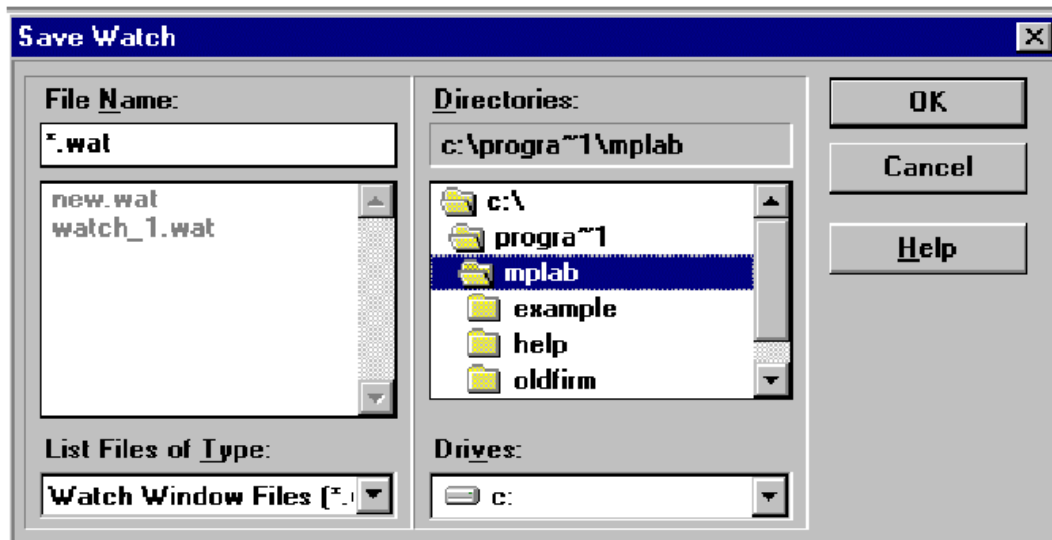 Save Watch
File Name:
*.wat
new.wat
watch_1.wat
List Files of Type:
Watch Window Files (*.
Directories:
c:\progra~1\mplab
c:\
progra~1
mplab
example
help
oldfirm
Drives:
c:
OK
Cancel
Help